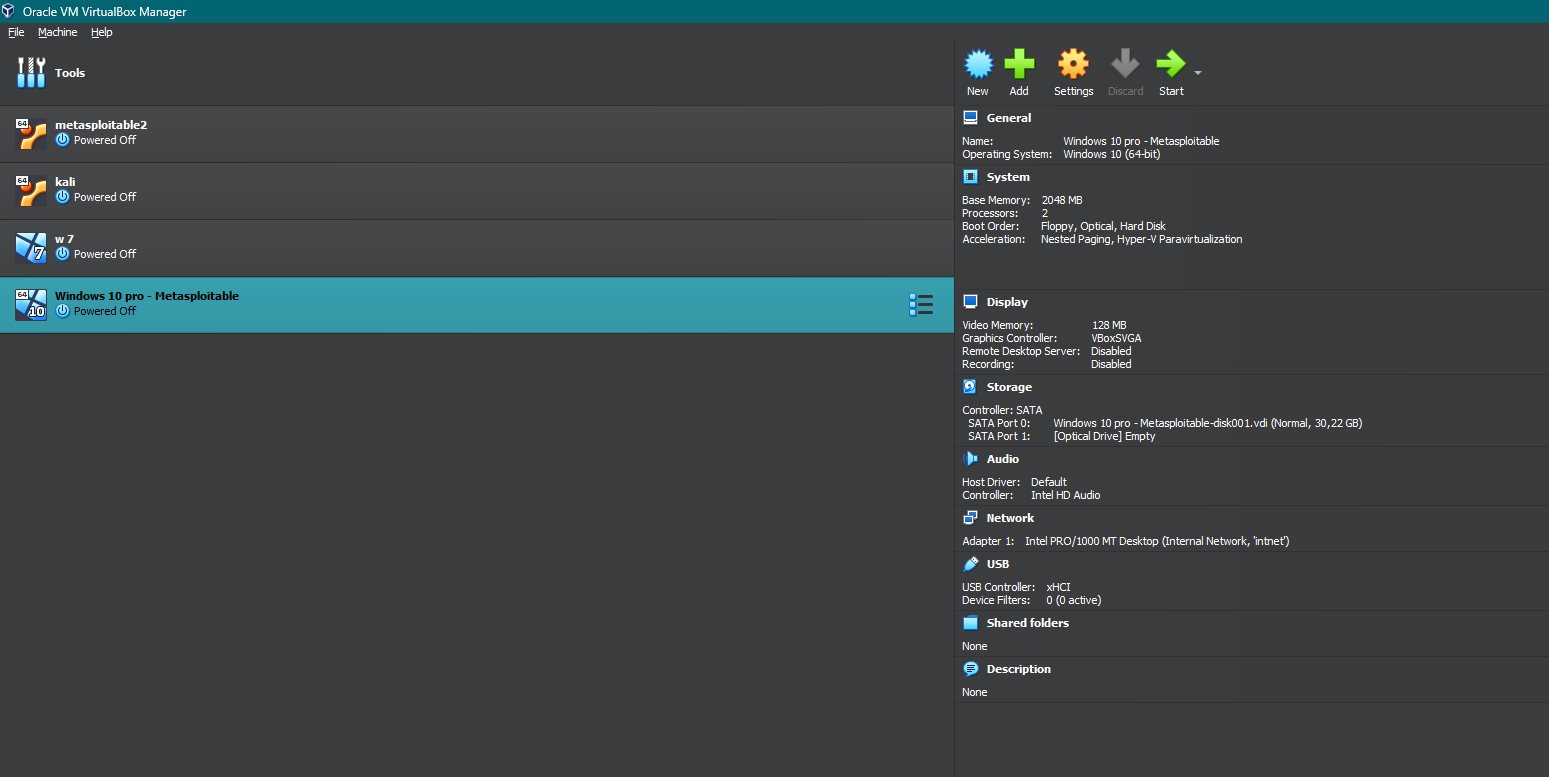 Oracle VM VirtualBox Manager
File Machine Help
Tools
64
metasploitable2
Powered Off
64
kali
Powered Off
7
w 7
Powered Off
64
10
Windows 10 pro - Metasploitable
Powered Off
New Add Settings Discard Start
General
Name: Windows 10 pro - Metasploitable
Operating System: Windows 10 (64-bit)
System
Base Memory: 2048 MB
Processors: 2
Boot Order: Floppy, Optical, Hard Disk
Acceleration: Nested Paging, Hyper-V Paravirtualization
Display
Video Memory: 128 MB
Graphics Controller: VBoxSVGA
Remote Desktop Server: Disabled
Recording: Disabled
Storage
Controller: SATA
SATA Port 0: Windows 10 pro - Metasploitable-disk001.vdi (Normal, 30,22 GB)
SATA Port 1: [Optical Drive] Empty
Audio
Host Driver: Default
Controller: Intel HD Audio
Network
Adapter 1: Intel PRO/1000 MT Desktop (Internal Network, 'intnet')
USB
USB Controller: xHCI
Device Filters: 0 (0 active)
Shared folders
None
Description
None